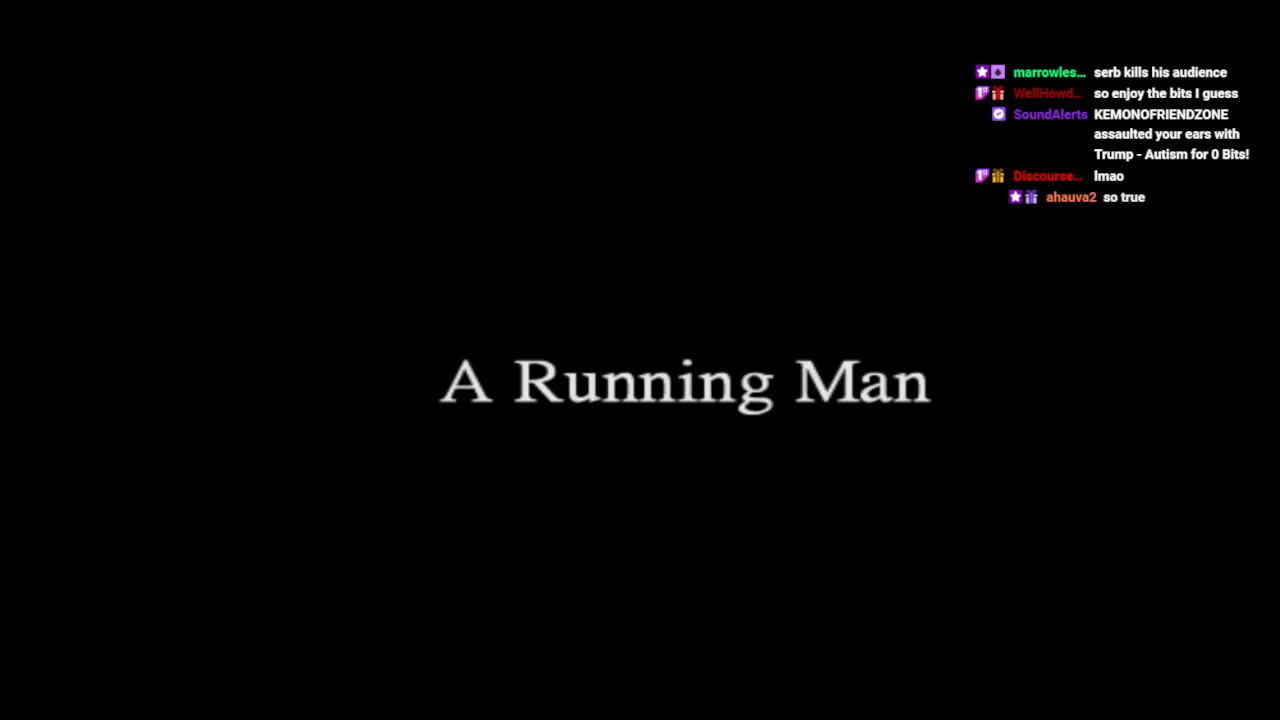 marrowles... serb kills his audience
WellHowd... so enjoy the bits I guess
SoundAlerts KEMONOFRIENDZONE
assaulted your ears with
Trump - Autism for 0 Bits!
Discourse... lmao
ahauva2 so true
A Running Man